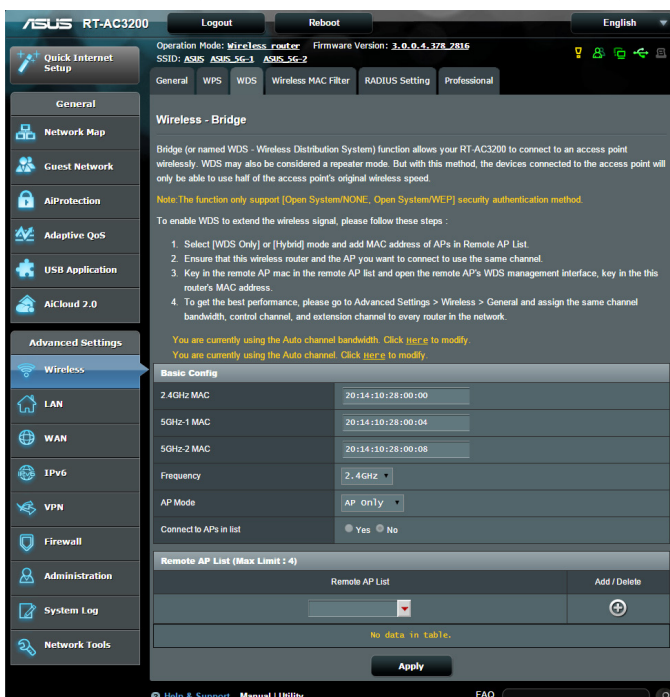 ASUS RT-AC3200
Logout
Reboot
English
Quick Internet
Setup
Operation Mode: Wireless router Firmware Version: 3.0.0.4.378_2816
SSID: ASUS ASUS_5G-1 ASUS_5G-2
General WPS WDS Wireless MAC Filter RADIUS Setting Professional
General
Network Map
Guest Network
AiProtection
Adaptive QoS
USB Application
AiCloud 2.0
Advanced Settings
Wireless
LAN
WAN
IPv6
VPN
Firewall
Administration
System Log
Network Tools
Wireless - Bridge
Bridge (or named WDS - Wireless Distribution System) function allows your RT-AC3200 to connect to an access point
wirelessly. WDS may also be considered a repeater mode. But with this method, the devices connected to the access point will
only be able to use half of the access point's original wireless speed.
Note:The function only support [Open System/NONE, Open System/WEP] security authentication method.
To enable WDS to extend the wireless signal, please follow these steps :
1. Select [WDS Only] or [Hybrid] mode and add MAC address of APs in Remote AP List.
2. Ensure that this wireless router and the AP you want to connect to use the same channel.
3. Key in the remote AP mac in the remote AP list and open the remote AP's WDS management interface, key in the this
router's MAC address.
4. To get the best performance, please go to Advanced Settings > Wireless > General and assign the same channel
bandwidth, control channel, and extension channel to every router in the network.
You are currently using the Auto channel bandwidth. Click Here to modify.
You are currently using the Auto channel. Click Here to modify.
Basic Config
2.4GHz MAC 20:14:10:28:00:00
5GHz-1 MAC 20:14:10:28:00:04
5GHz-2 MAC 20:14:10:28:00:08
Frequency 2.4GHz
AP Mode AP Only
Connect to APs in list Yes No
Remote AP List (Max Limit : 4)
Remote AP List Add / Delete
No data in table.
Apply
Help & Support Manual | Utility FAQ